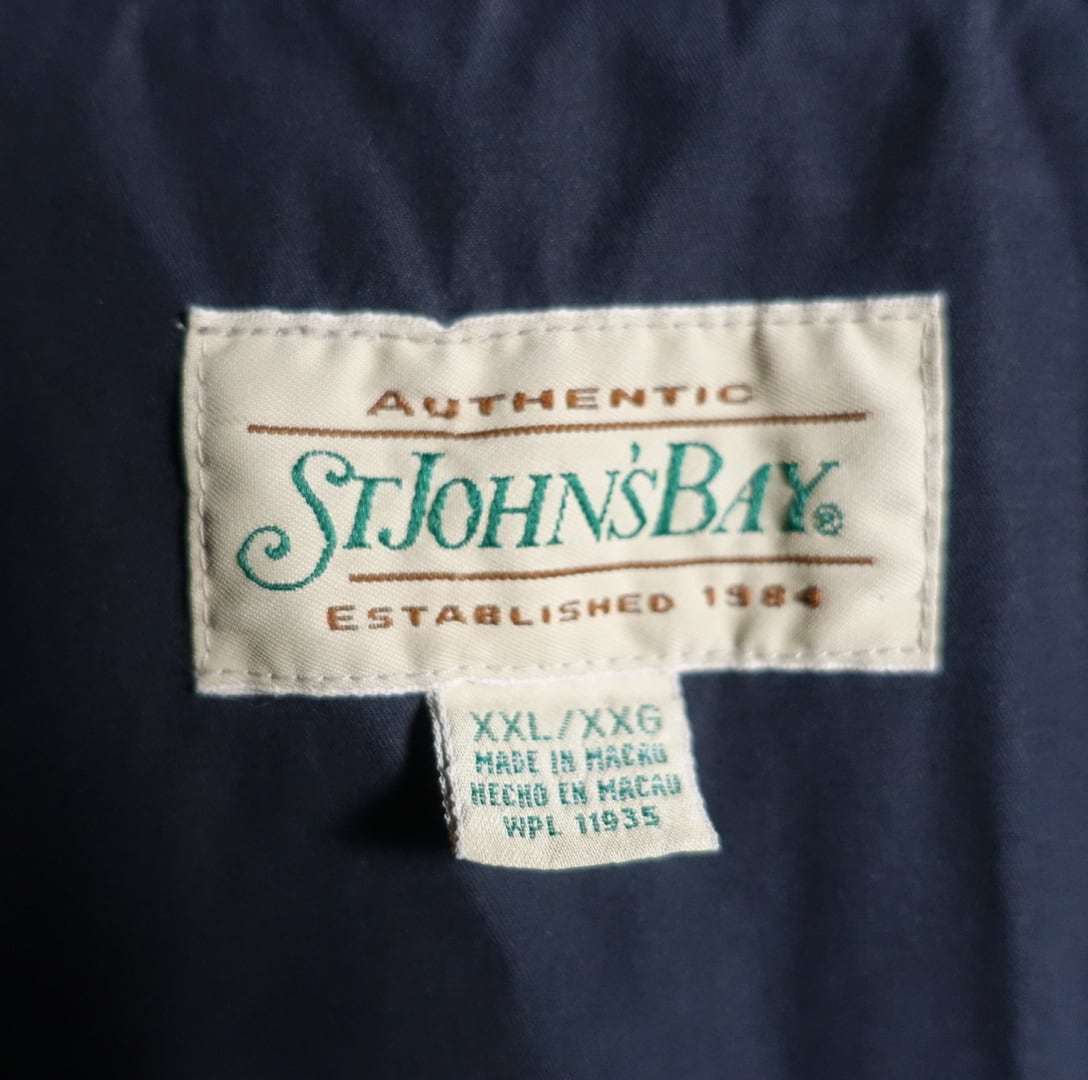 AUTHENTIC
ST JOHN'S BAY®
ESTABLISHED 1984
XXL/XXG
MADE IN MACAU
HECHO EN MACAU
WPL 11935